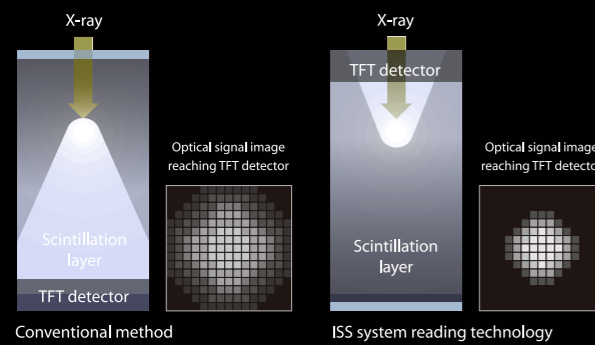 X-ray
Optical signal image
reaching TFT detector
Scintillation
layer
TFT detector
Conventional method
X-ray
TFT detector
Optical signal image
reaching TFT detecto
Scintillation
layer
ISS system reading technology